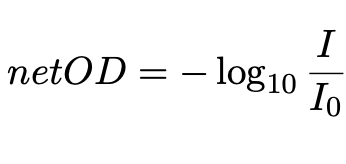 netOD = − log₁₀ I/I₀